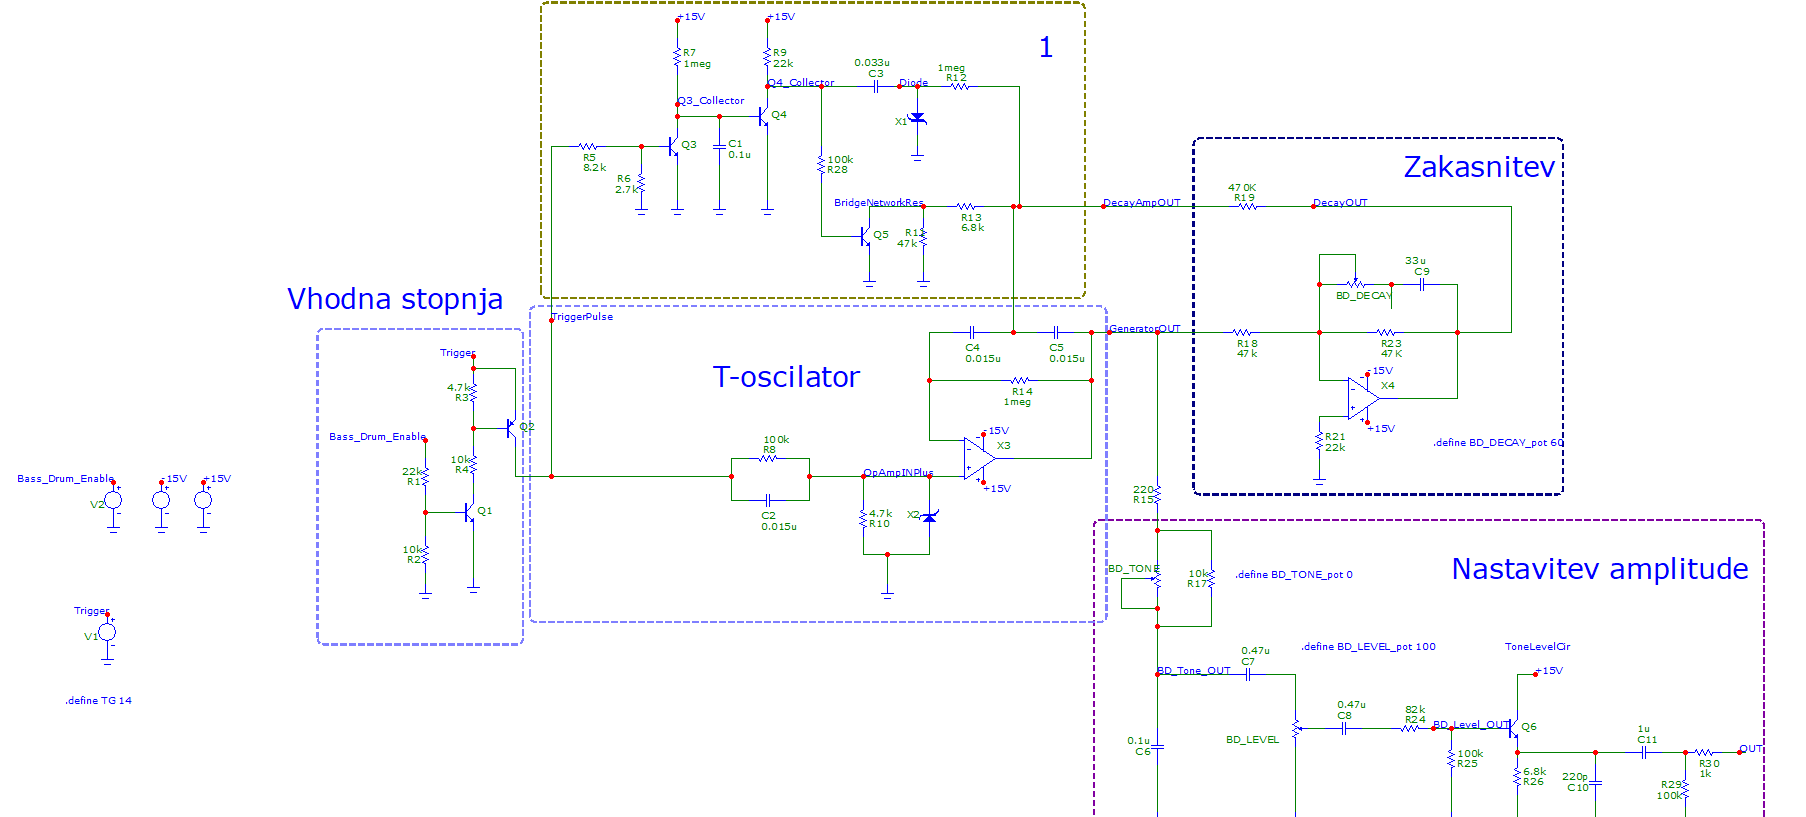 +15V
+15V
1
R7
1meg
R9
22k
0.033u
C3
1meg
R12
Q3_Collector
Q4_Collector
Diode
Q4
X1
Q3
C1
0.1u
R5
8.2k
R6
2.7k
100k
R28
BridgeNetworkRes
Q5
47k
R13
6.8k
DecayAmpOUT
Zakasnitev
470K
R19
DecayOUT
33u
C9
BD_DECAY
R18
47k
R23
47K
-15V
X4
+15V
R21
22k
.define BD_DECAY_pot 60
Vhodna stopnja
TriggerPulse
Trigger
4.7k
R3
Q2
Bass_Drum_Enable
10k
R4
22k
R1
Q1
10k
R2
T-oscilator
C4
0.015u
C5
0.015u
GeneratorOUT
R14
1meg
-15V
X3
+15V
100k
R8
C2
0.015u
OpAmpINPlus
4.7k
R10
X2
Bass_Drum_Enable
V2
-15V
+15V
Trigger
V1
.define TG 14
220
R15
BD_TONE
10k
R17
.define BD_TONE_pot 0
Nastavitev amplitude
.define BD_LEVEL_pot 100
ToneLevelCir
BD_Tone_OUT
0.47u
C7
+15V
0.47u
C8
82k
R24
BD_Level_OUT
Q6
BD_LEVEL
0.1u
C6
100k
R25
6.8k
R26
220p
C10
1u
C11
R29
100k
R30
1k
OUT